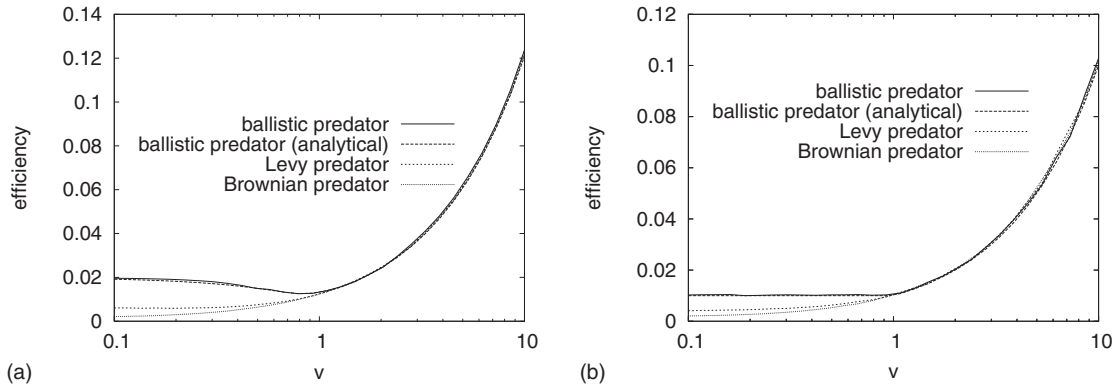 0.14
0.12
0.1
0.08
0.06
0.04
0.02
0
0.1
1
10
efficiency
v
ballistic predator
ballistic predator (analytical)
Levy predator
Brownian predator
(a)
0.12
0.1
0.08
0.06
0.04
0.02
0
0.1
1
10
efficiency
v
ballistic predator
ballistic predator (analytical)
Levy predator
Brownian predator
(b)